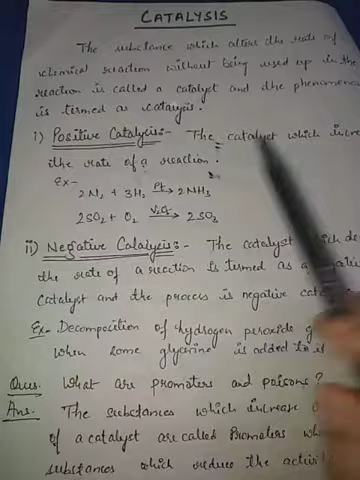 CATALYSIS
The substance which alters the rate of
chemical reaction without being used up in the
reaction is called a catalyst and the phenomenon
is termed as catalysis.
i) Positive Catalysis:- The catalyst which incre
the rate of a reaction.
Ex-
2N₂ + 3H₂ Pt→ 2NH₃
2SO₂ + O₂ V₂O₅→ 2SO₃
ii) Negative Catalysis:- The catalyst which de
the rate of a reaction is termed as a
catalyst and the process is negative cata
Ex- Decomposition of hydrogen peroxide
when some glycerine is added to it
Ques. What are promoters and poisons?
Ans. The substances which increase
of a catalyst are called Promoters wh
substances which reduce the activi